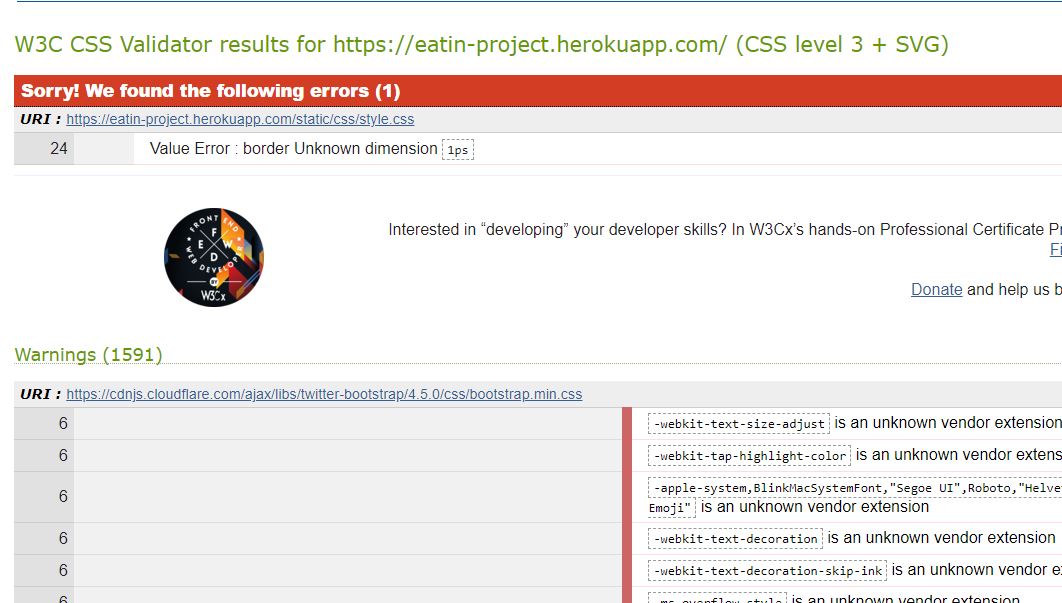 W3C CSS Validator results for https://eatin-project.herokuapp.com/ (CSS level 3 + SVG)
Sorry! We found the following errors (1)
URI : https://eatin-project.herokuapp.com/static/css/style.css
24 Value Error : border Unknown dimension 1ps
FRONT END
WEB DEVELOPER
F
E W
D
BY
W3Cx
Interested in “developing” your developer skills? In W3Cx’s hands-on Professional Certificate Pr
Fi
Donate and help us b
Warnings (1591)
URI : https://cdnjs.cloudflare.com/ajax/libs/twitter-bootstrap/4.5.0/css/bootstrap.min.css
6 -webkit-text-size-adjust is an unknown vendor extension
6 -webkit-tap-highlight-color is an unknown vendor extens
6 -apple-system,BlinkMacSystemFont,"Segoe UI",Roboto,"Helve
Emoji" is an unknown vendor extension
6 -webkit-text-decoration is an unknown vendor extension
6 -webkit-text-decoration-skip-ink is an unknown vendor e
6 -ms-overflow-style is an unknown vendor extension